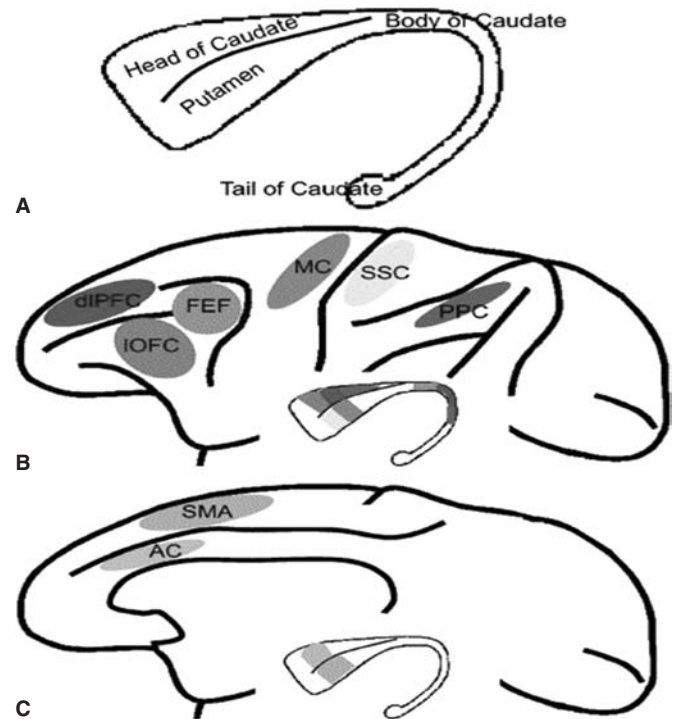 Head of Caudate
Body of Caudate
Putamen
Tail of Caudate
A
dlPFC
FEF
lOFC
MC
SSC
PPC
B
SMA
AC
C